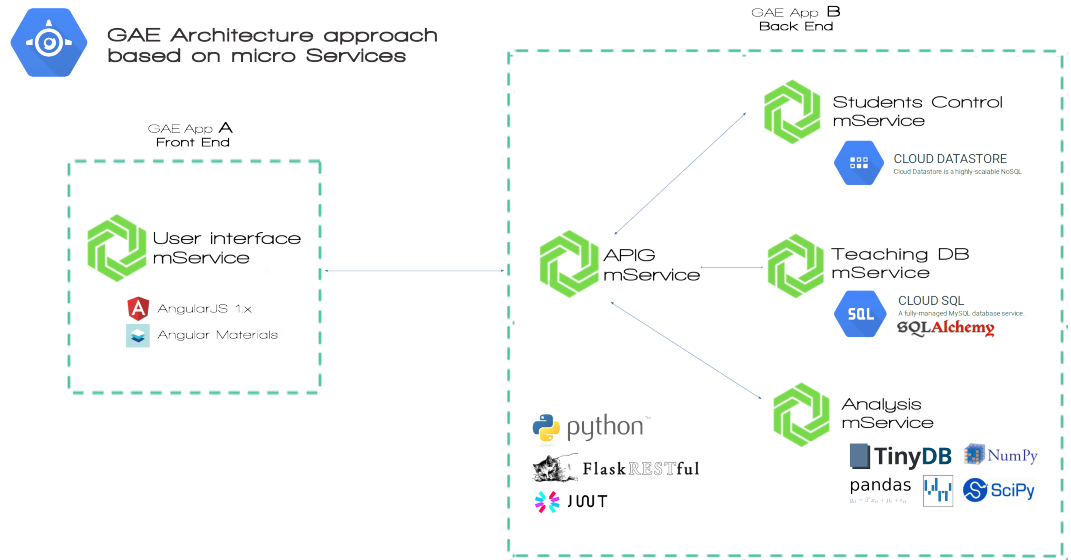 GAE Architecture approach
based on micro Services
GAE App A
Front End
User interface
mService
AngularJS 1.x
Angular Materials
GAE App B
Back End
APIG
mService
Students Control
mService
CLOUD DATASTORE
Cloud Datastore is a highly-scalable NoSQL
Teaching DB
mService
SQL
CLOUD SQL
A fully-managed MySQL database service
SQLAlchemy
Analysis
mService
TinyDB
NumPy
pandas
SciPy
python™
FlaskRESTful
JWT